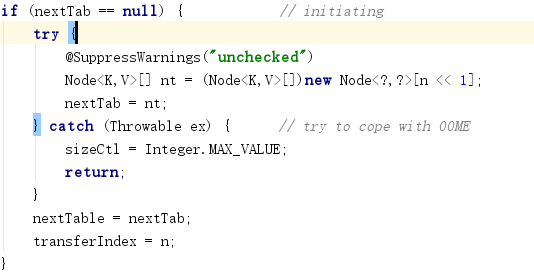 if (nextTab == null) {            // initiating
    try {
        @SuppressWarnings("unchecked")
        Node<K,V>[] nt = (Node<K,V>[])new Node<?,?>[n << 1];
        nextTab = nt;
    } catch (Throwable ex) {      // try to cope with OOME
        sizeCtl = Integer.MAX_VALUE;
        return;
    }
    nextTable = nextTab;
    transferIndex = n;
}